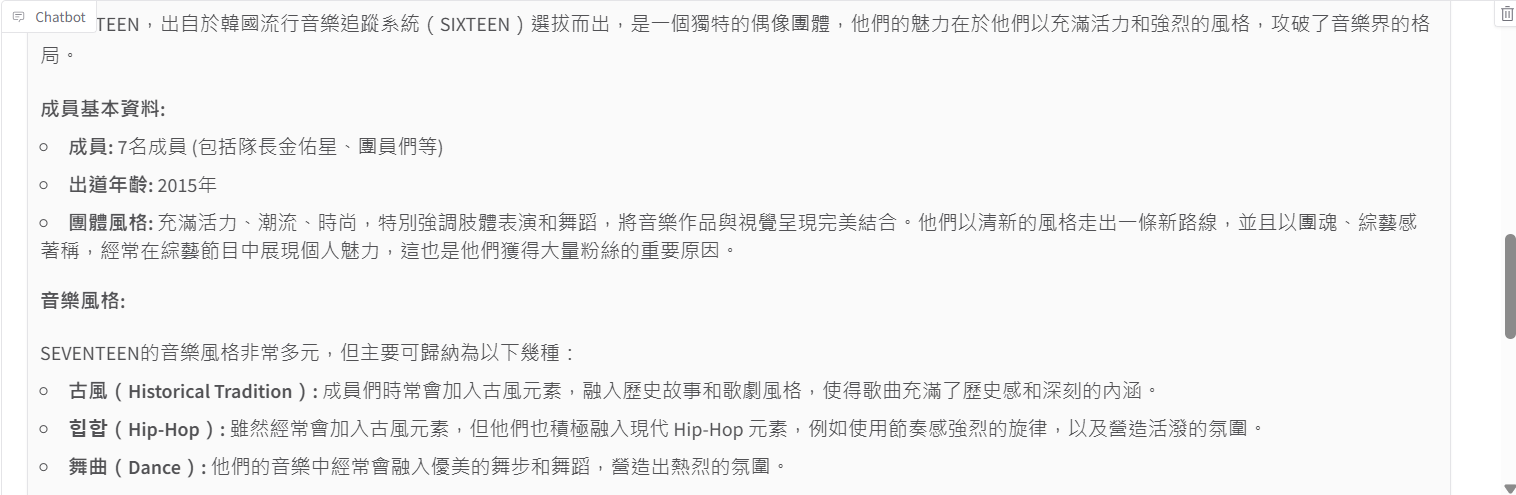 Chatbot
TEEN，出自於韓國流行音樂追蹤系統（SIXTEEN）選拔而出，是一個獨特的偶像團體，他們的魅力在於他們以充滿活力和強烈的風格，攻破了音樂界的格
局。
成員基本資料:
成員: 7名成員 (包括隊長金佑星、團員們等)
出道年齡: 2015年
團體風格: 充滿活力、潮流、時尚，特別強調肢體表演和舞蹈，將音樂作品與視覺呈現完美結合。他們以清新的風格走出一條新路線，並且以團魂、綜藝感
著稱，經常在綜藝節目中展現個人魅力，這也是他們獲得大量粉絲的重要原因。
音樂風格:
SEVENTEEN的音樂風格非常多元，但主要可歸納為以下幾種：
古風（Historical Tradition）: 成員們時常會加入古風元素，融入歷史故事和歌劇風格，使得歌曲充滿了歷史感和深刻的內涵。
힙합（Hip-Hop）: 雖然經常會加入古風元素，但他們也積極融入現代 Hip-Hop 元素，例如使用節奏感強烈的旋律，以及營造活潑的氛圍。
舞曲（Dance）: 他們的音樂中經常會融入優美的舞步和舞蹈，營造出熱烈的氛圍。